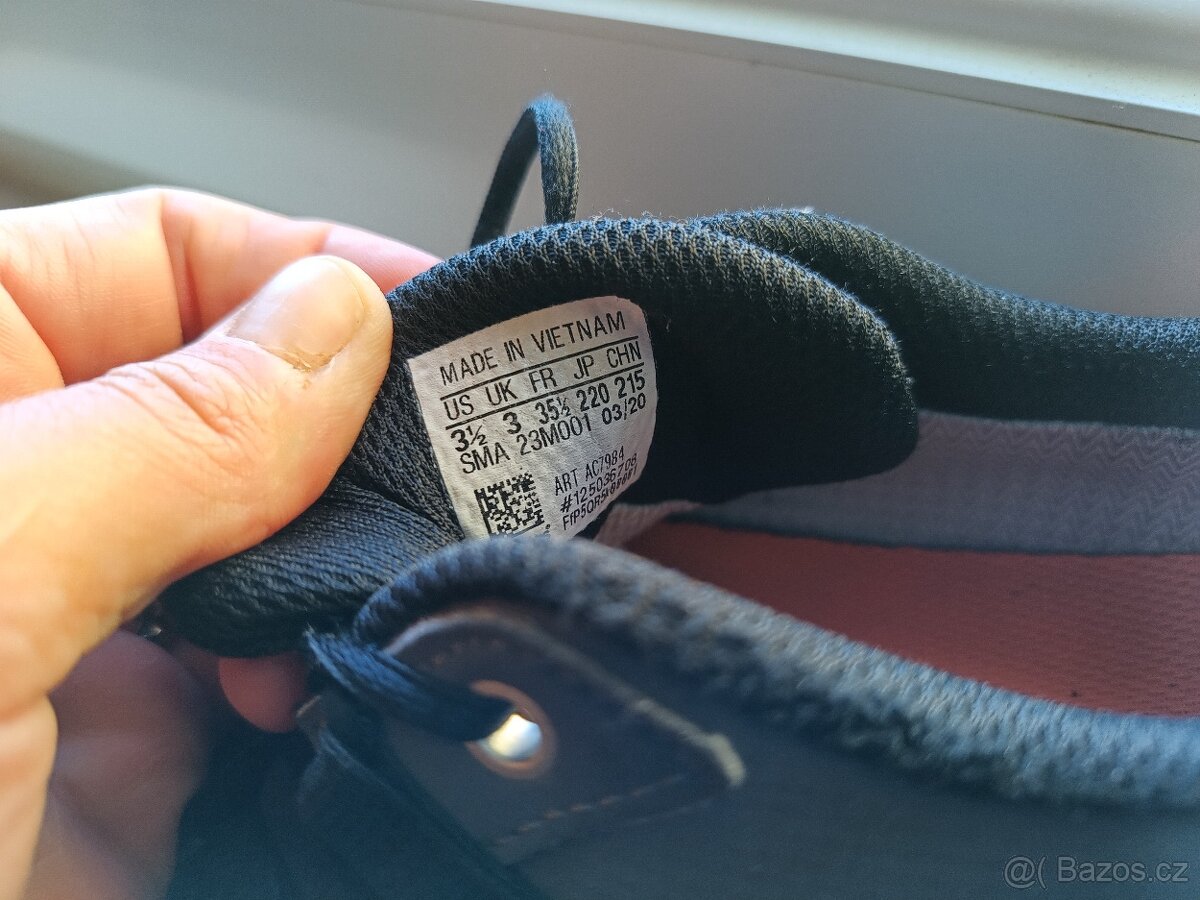 MADE IN VIETNAM
US UK FR JP CHN
3½ 3 35½ 220 215
SMA 23M001 03/20
ART AC7984
@( Bazos.cz